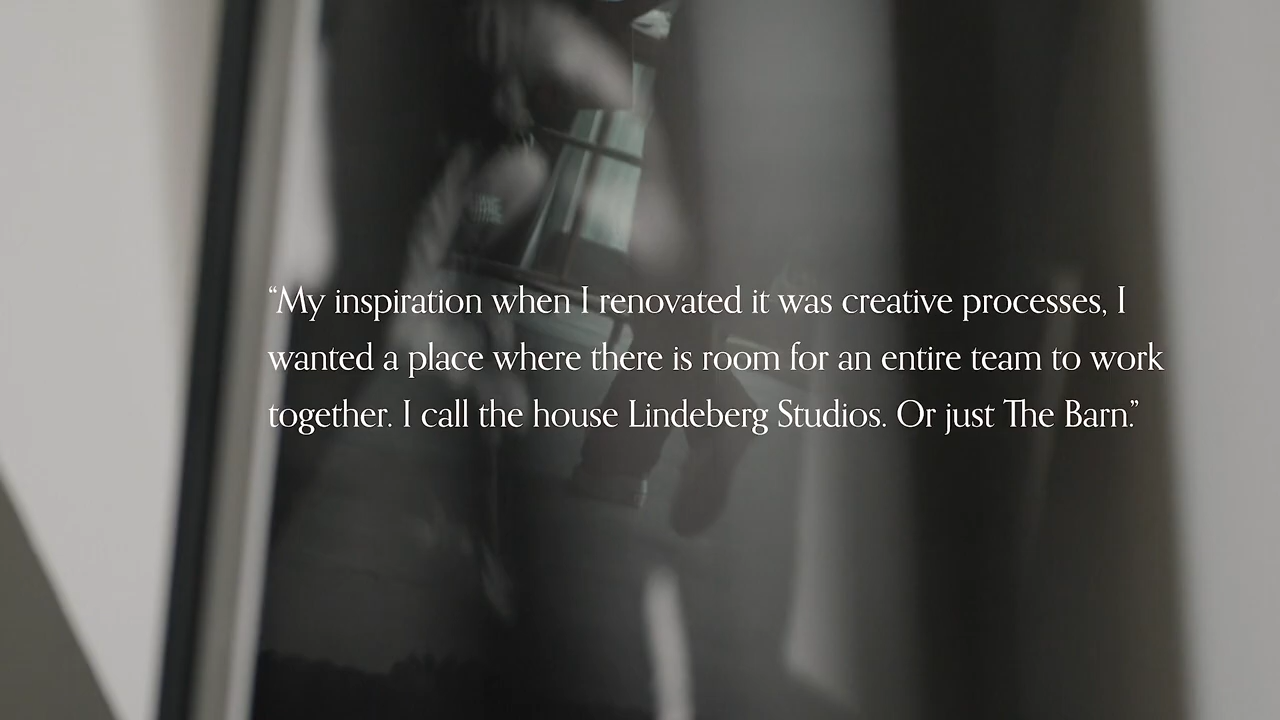 “My inspiration when I renovated it was creative processes, I
wanted a place where there is room for an entire team to work
together. I call the house Lindeberg Studios. Or just The Barn.”